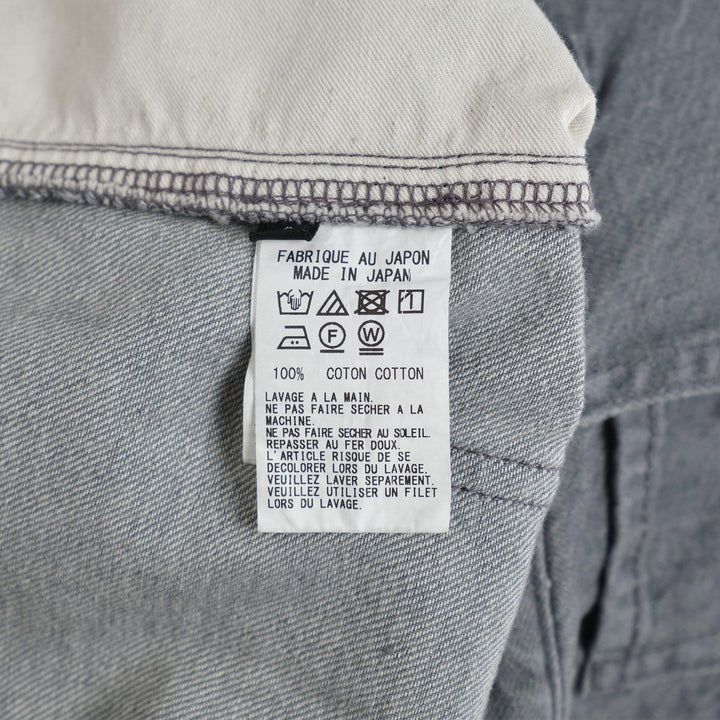 FABRIQUE AU JAPON
MADE IN JAPAN
F W
100% COTON COTTON
LAVAGE A LA MAIN.
NE PAS FAIRE SECHER A LA
MACHINE.
NE PAS FAIRE SECHER AU SOLEIL.
REPASSER AU FER DOUX.
L'ARTICLE RISQUE DE SE
DECOLORER LORS DU LAVAGE.
VEUILLEZ LAVER SEPAREMENT.
VEUILLEZ UTILISER UN FILET
LORS DU LAVAGE.